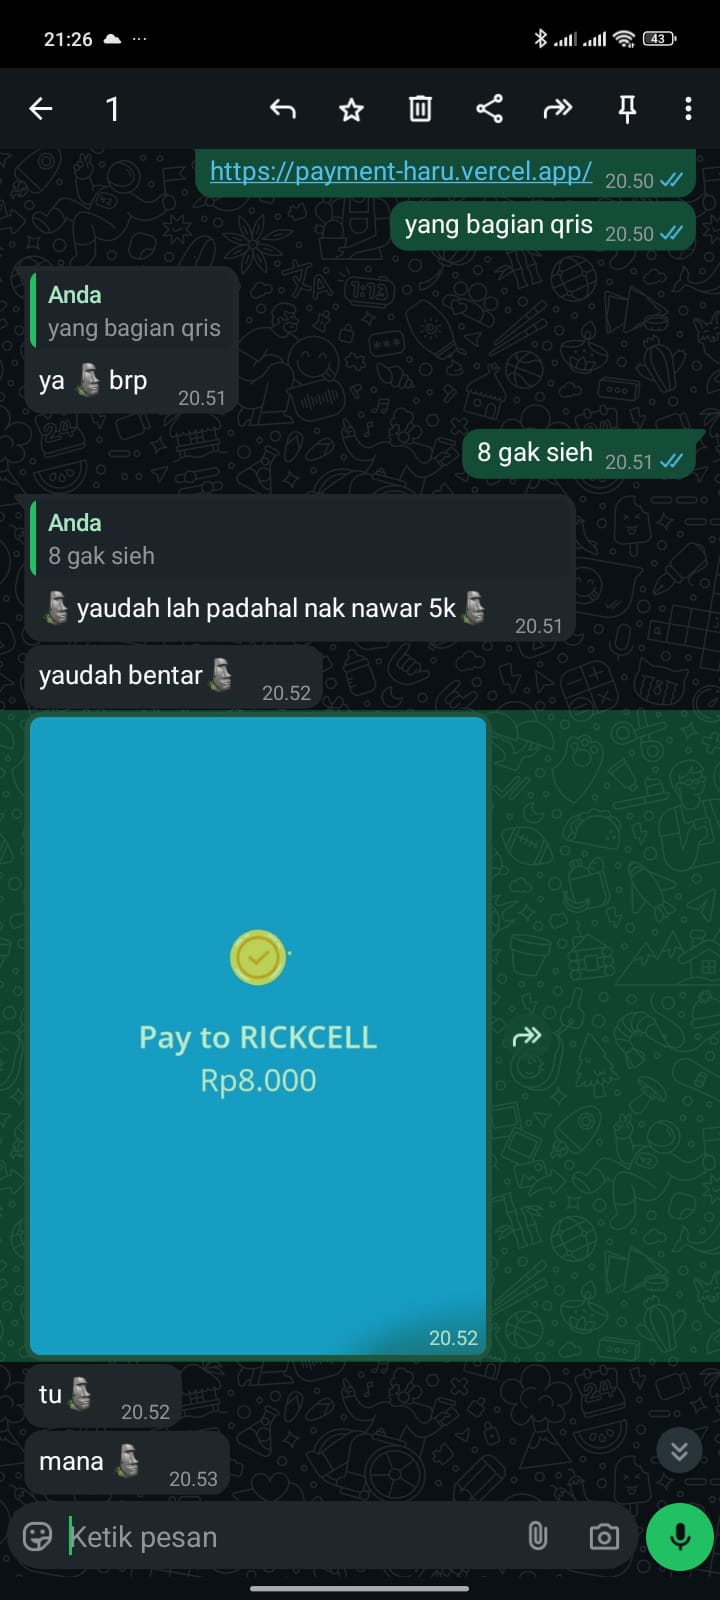 21:26
43
1
https://payment-haru.vercel.app/ 20.50
yang bagian qris 20.50
Anda
yang bagian qris
ya 🗿 brp 20.51
8 gak sieh 20.51
Anda
8 gak sieh
🗿 yaudah lah padahal nak nawar 5k🗿 20.51
yaudah bentar🗿 20.52
Pay to RICKCELL
Rp8.000
20.52
tu🗿 20.52
mana 🗿 20.53
Ketik pesan